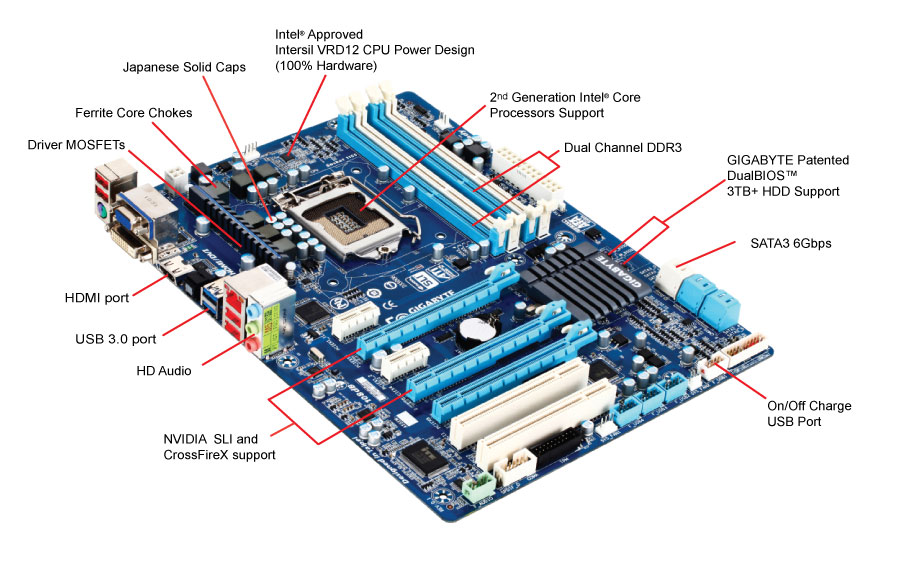 Intel® Approved
Intersil VRD12 CPU Power Design
(100% Hardware)
Japanese Solid Caps
2nd Generation Intel® Core
Processors Support
Ferrite Core Chokes
Driver MOSFETs
Dual Channel DDR3
GIGABYTE Patented
DualBIOS™
3TB+ HDD Support
SATA3 6Gbps
HDMI port
USB 3.0 port
HD Audio
NVIDIA SLI and
CrossFireX support
On/Off Charge
USB Port
GIGABYTE
GIGABYTE
SLI
ATI